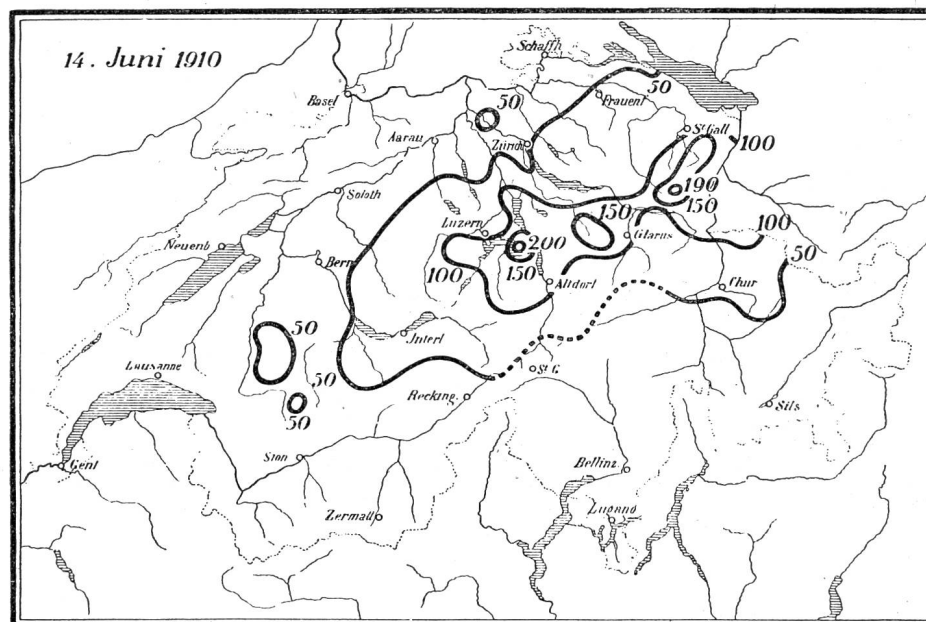 14. Juni 1910
Schaffh
50
Basel
50
Frauenf
Aarau
Zürich
St Gall
100
190
150
Soloth
150
Luzern
Glarus
100
Neuenb
200
Bern
150
50
100
Altdorf
Chur
50
Interl
Lausanne
50
St G.
Recking.
Sils
50
Sion
Genf
Bellinz.
Zermatt
Lugano